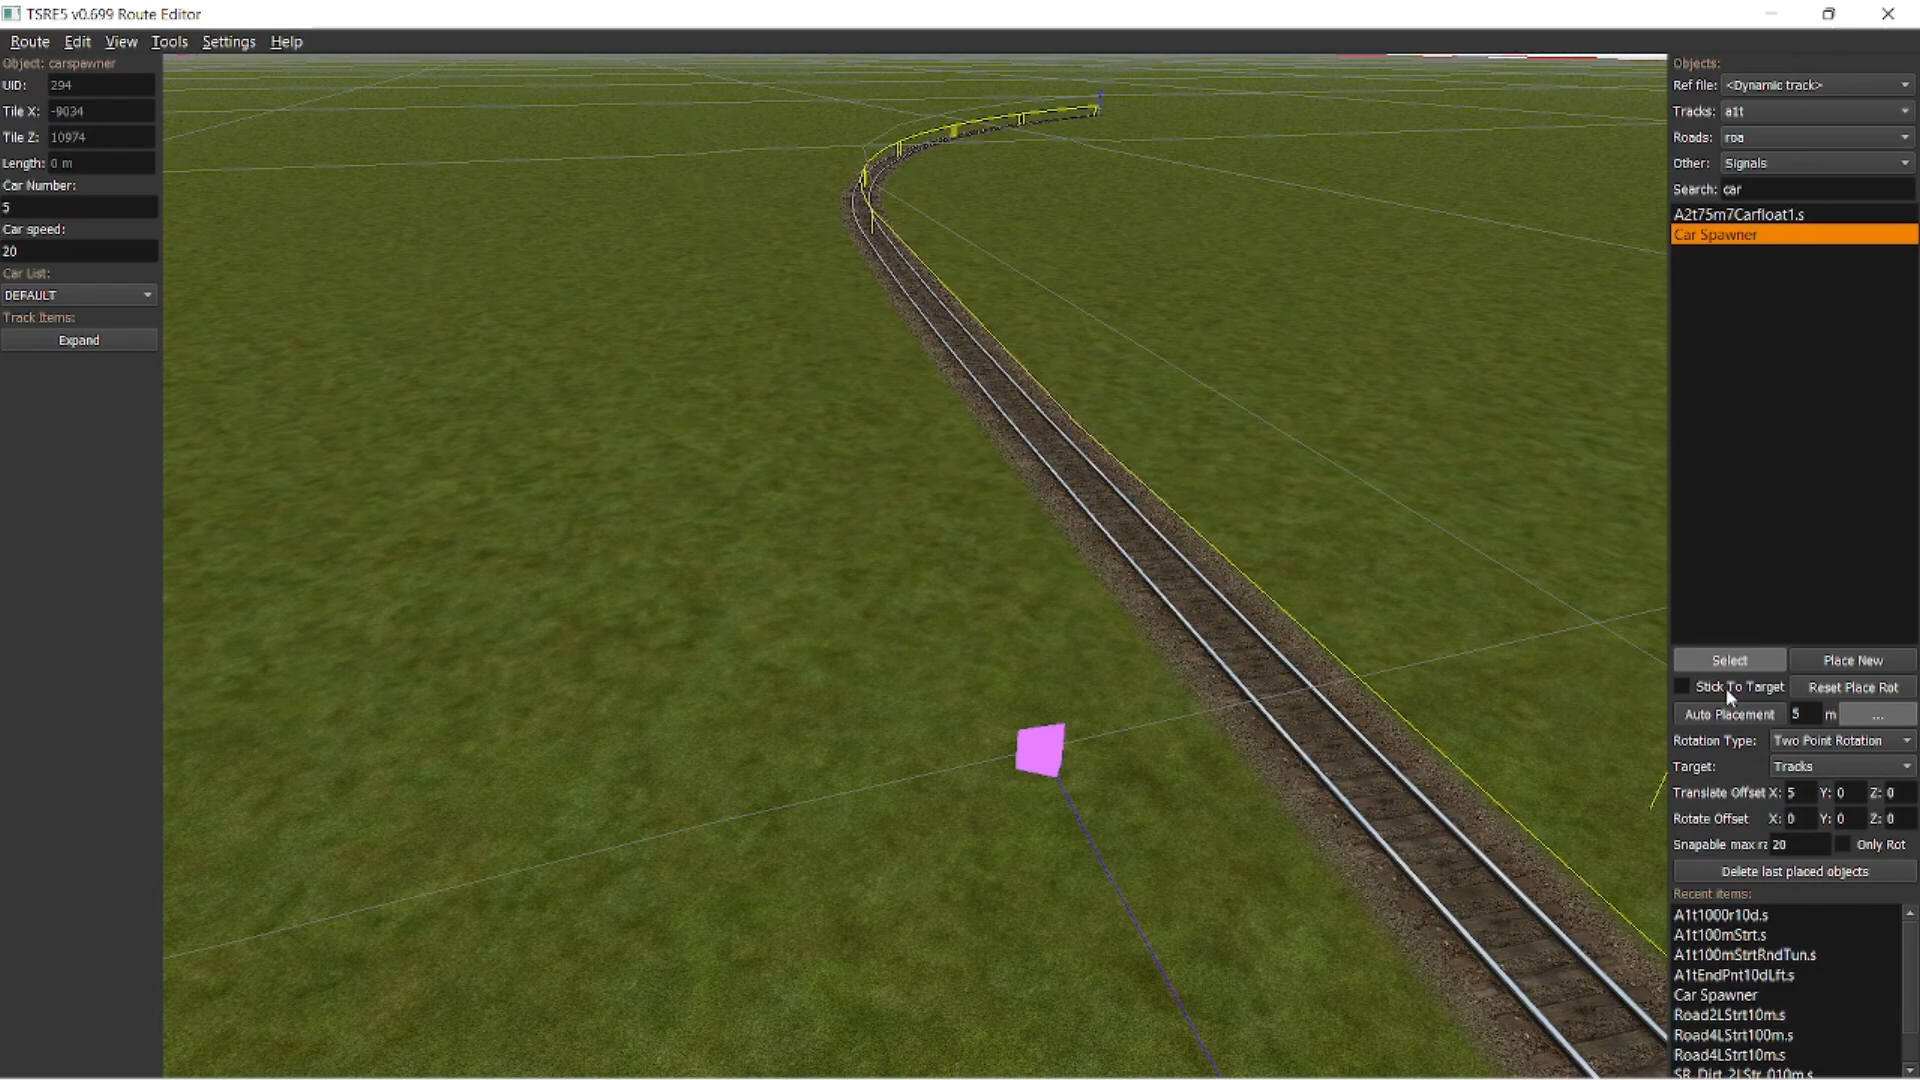 TSRE5 v0.699 Route Editor
Route Edit View Tools Settings Help
Object: carspawner
UID: 294
Tile X: -9034
Tile Z: 10974
Length: 0 m
Car Number:
5
Car speed:
20
Car List:
DEFAULT
Track Items:
Expand
Objects:
Ref file: <Dynamic track>
Tracks: a1t
Roads: roa
Other: Signals
Search: car
A2t75m7Carfloat1.s
Car Spawner
Select Place New
Stick To Target Reset Place Rot
Auto Placement 5 m ...
Rotation Type: Two Point Rotation
Target: Tracks
Translate Offset X: 5 Y: 0 Z: 0
Rotate Offset X: 0 Y: 0 Z: 0
Snapable max ra 20 Only Rot
Delete last placed objects
Recent items:
A1t1000r10d.s
A1t100mStrt.s
A1t100mStrtRndTun.s
A1tEndPnt10dLft.s
Car Spawner
Road2LStrt10m.s
Road4LStrt100m.s
Road4LStrt10m.s
SR_Dirt_2LStr_010m.s